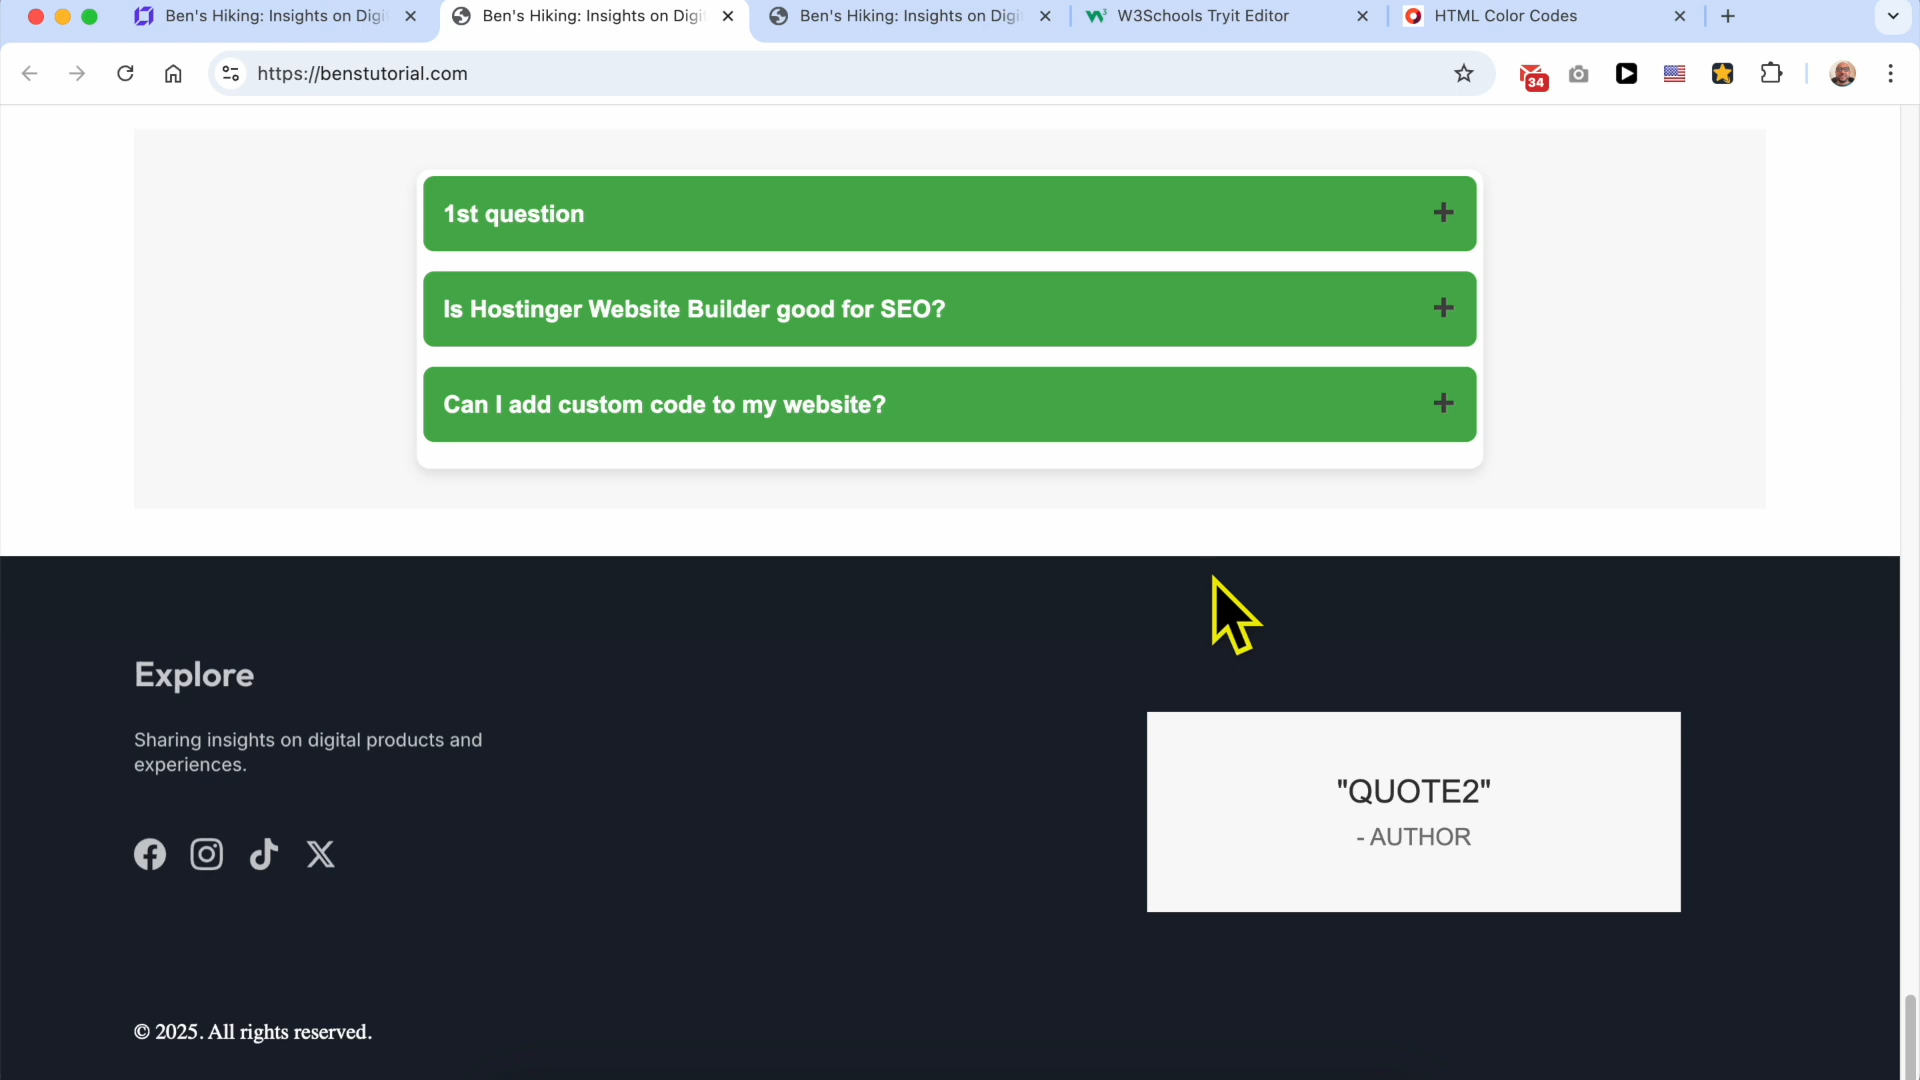 Ben's Hiking: Insights on Digi
Ben's Hiking: Insights on Digi
Ben's Hiking: Insights on Digi
W3Schools Tryit Editor
HTML Color Codes
https://benstutorial.com
34
1st question
Is Hostinger Website Builder good for SEO?
Can I add custom code to my website?
Explore
Sharing insights on digital products and
experiences.
"QUOTE2"
- AUTHOR
© 2025. All rights reserved.